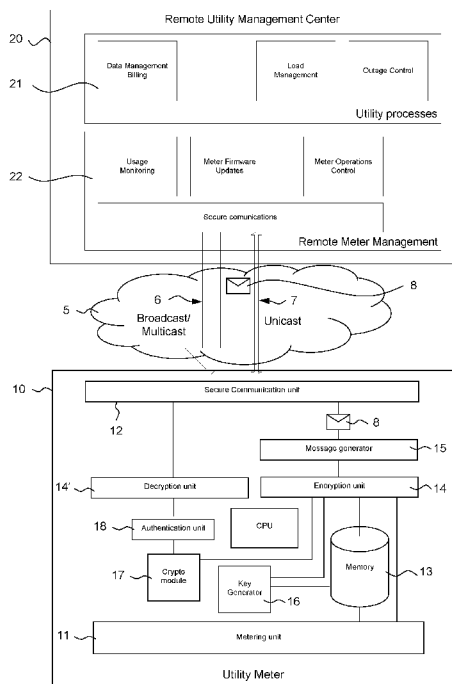 Remote Utility Management Center
20
Data Management
Billing
Load
Management
Outage Control
21
Utility processes
Usage
Monitoring
Meter Firmware
Updates
Meter Operations
Control
22
Secure comunications
Remote Meter Management
8
6
7
5
Broadcast/
Multicast
Unicast
10
Secure Communication unit
12
8
Message generator
15
14'
Decryption unit
Encryption unit
14
18
Authentication unit
CPU
17
Crypto
module
Key
Generator
16
Memory
13
11
Metering unit
Utility Meter